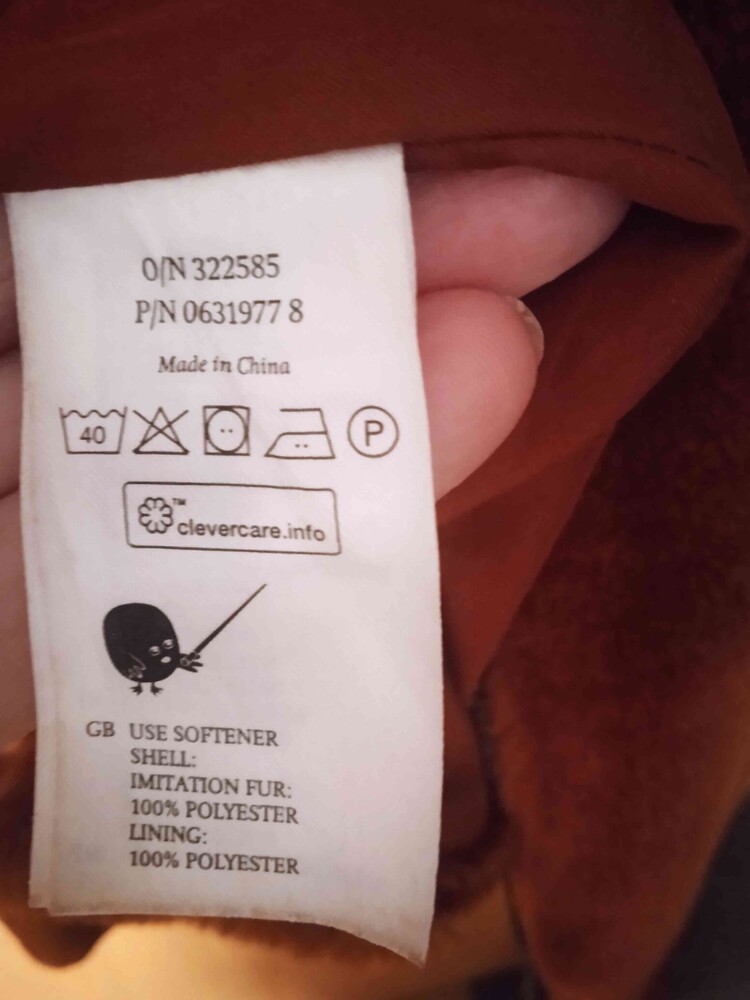 O/N 322585
P/N 0631977 8
Made in China
40 P
™
clevercare.info
GB USE SOFTENER
SHELL:
IMITATION FUR:
100% POLYESTER
LINING:
100% POLYESTER